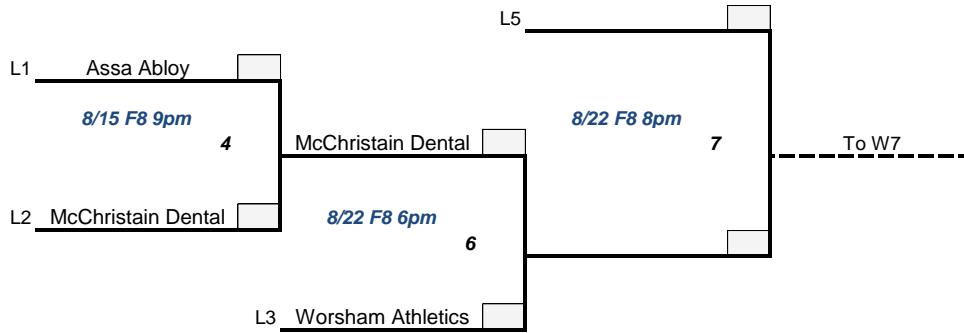 L5
L1 Assa Abloy
8/15 F8 9pm
8/22 F8 8pm
4
McChristain Dental
7
To W7
L2 McChristain Dental
8/22 F8 6pm
6
L3 Worsham Athletics